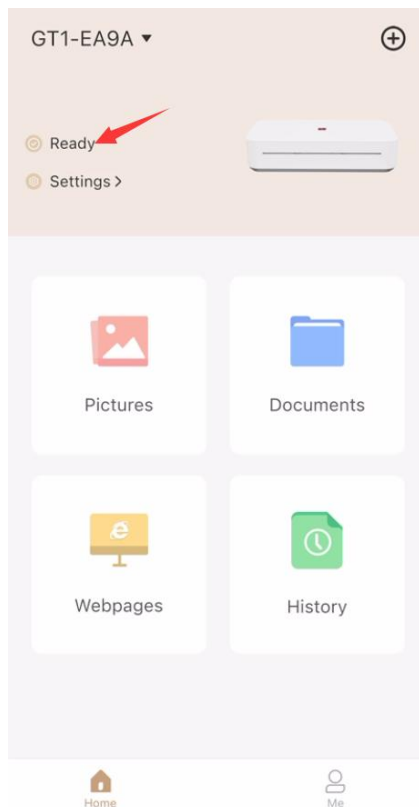 GT1-EA9A
Ready
Settings >
Pictures
Documents
Webpages
History
Home
Me